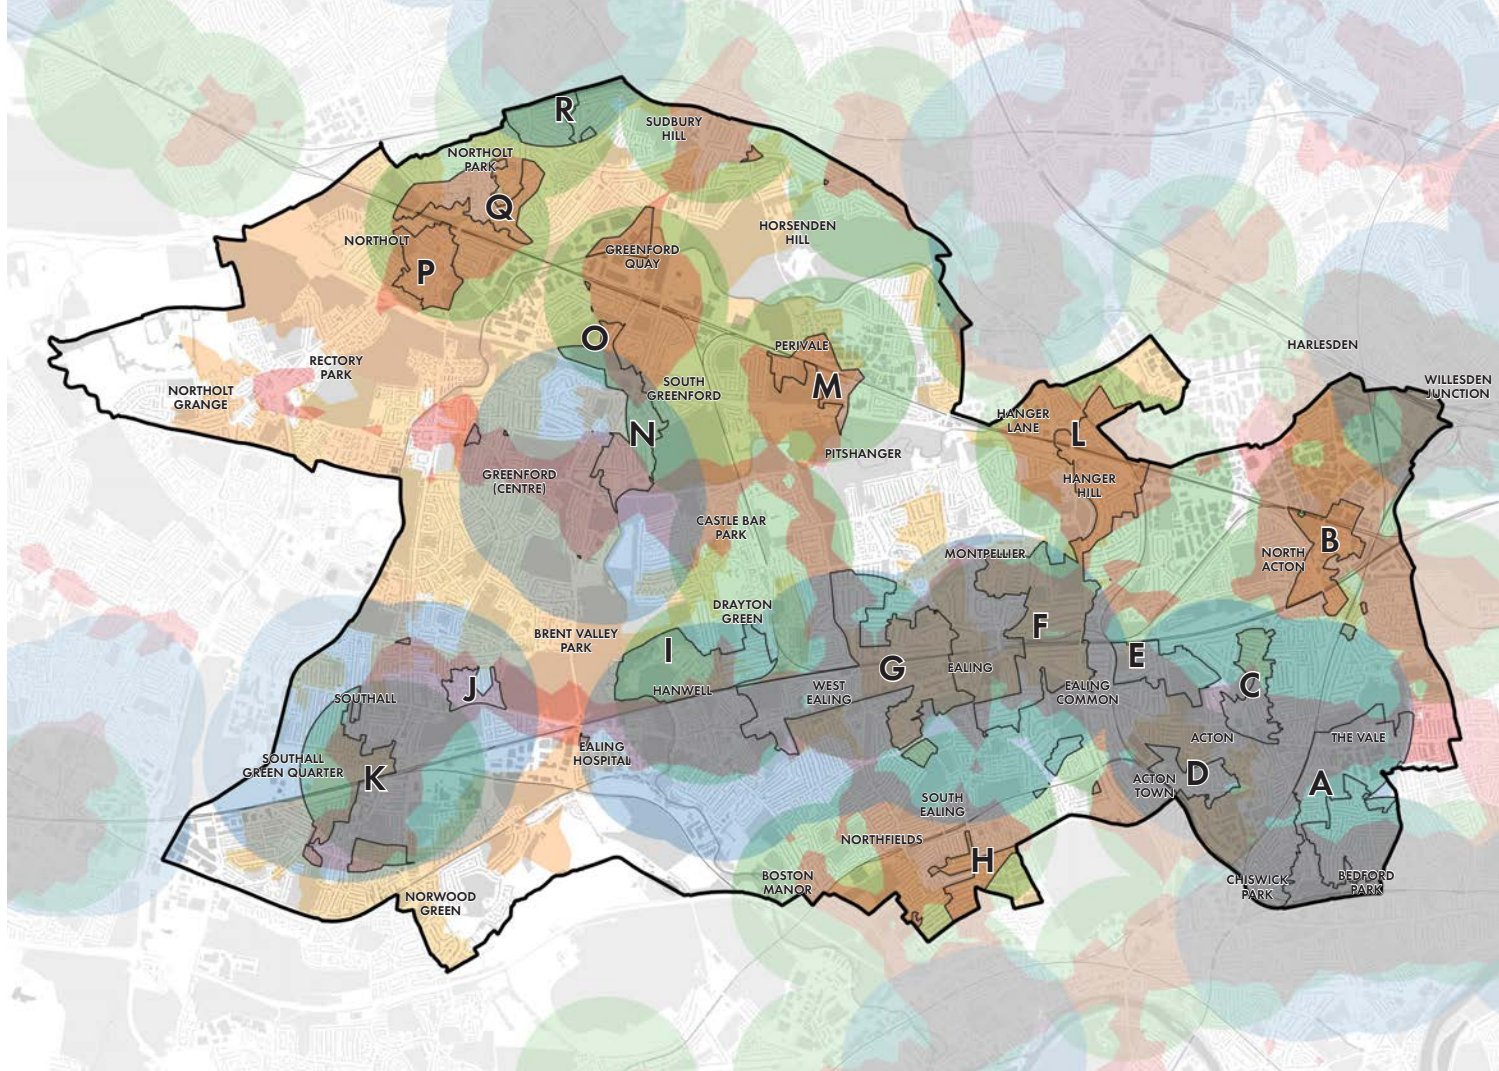 R
SUDBURY
HILL
NORTHOLT
PARK
Q
NORTHOLT
HORSENDEN
HILL
GREENFORD
QUAY
P
O
PERIVALE
HARLESDEN
RECTORY
PARK
NORTHOLT
GRANGE
SOUTH
GREENFORD
M
WILLESDEN
JUNCTION
HANGER
LANE
L
N
PITSHANGER
GREENFORD
(CENTRE)
HANGER
HILL
CASTLE BAR
PARK
B
MONTPELLIER
NORTH
ACTON
DRAYTON
GREEN
BRENT VALLEY
PARK
F
I
E
G
EALING
C
J
HANWELL
WEST
EALING
EALING
COMMON
SOUTHALL
ACTON
THE VALE
EALING
HOSPITAL
SOUTHALL
GREEN QUARTER
K
ACTON
TOWN
D
A
SOUTH
EALING
NORTHFIELDS
H
BOSTON
MANOR
CHISWICK
PARK
BEDFORD
PARK
NORWOOD
GREEN